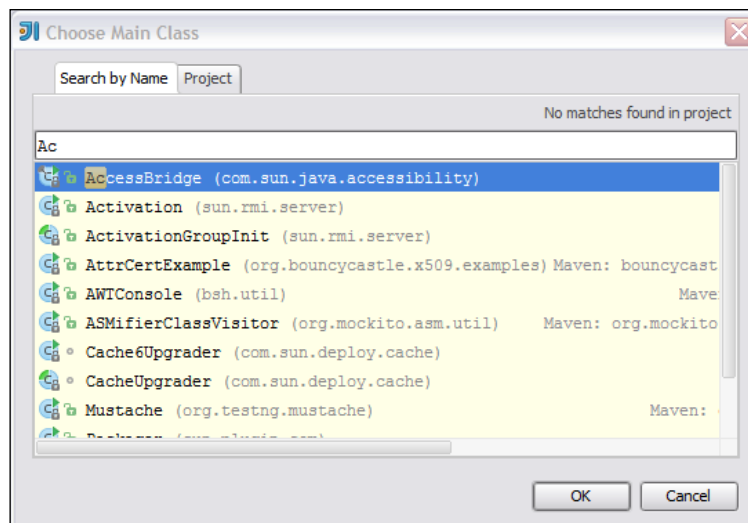 Choose Main Class
Search by Name Project
No matches found in project
Ac
AccessBridge (com.sun.java.accessibility)
Activation (sun.rmi.server)
ActivationGroupInit (sun.rmi.server)
AttrCertExample (org.bouncycastle.x509.examples) Maven: bouncycast
AWTConsole (bsh.util) Mave
ASMifierClassVisitor (org.mockito.asm.util) Maven: org.mockito
Cache6Upgrader (com.sun.deploy.cache)
CacheUpgrader (com.sun.deploy.cache)
Mustache (org.testng.mustache) Maven:
OK Cancel